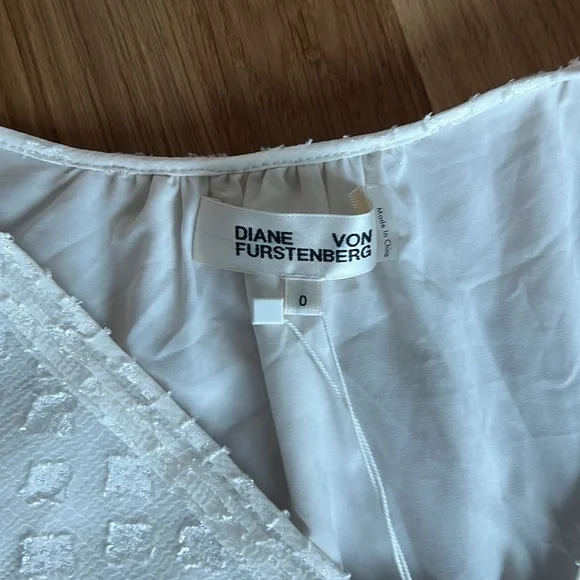 DIANE VON
FURSTENBERG
Made In China
0